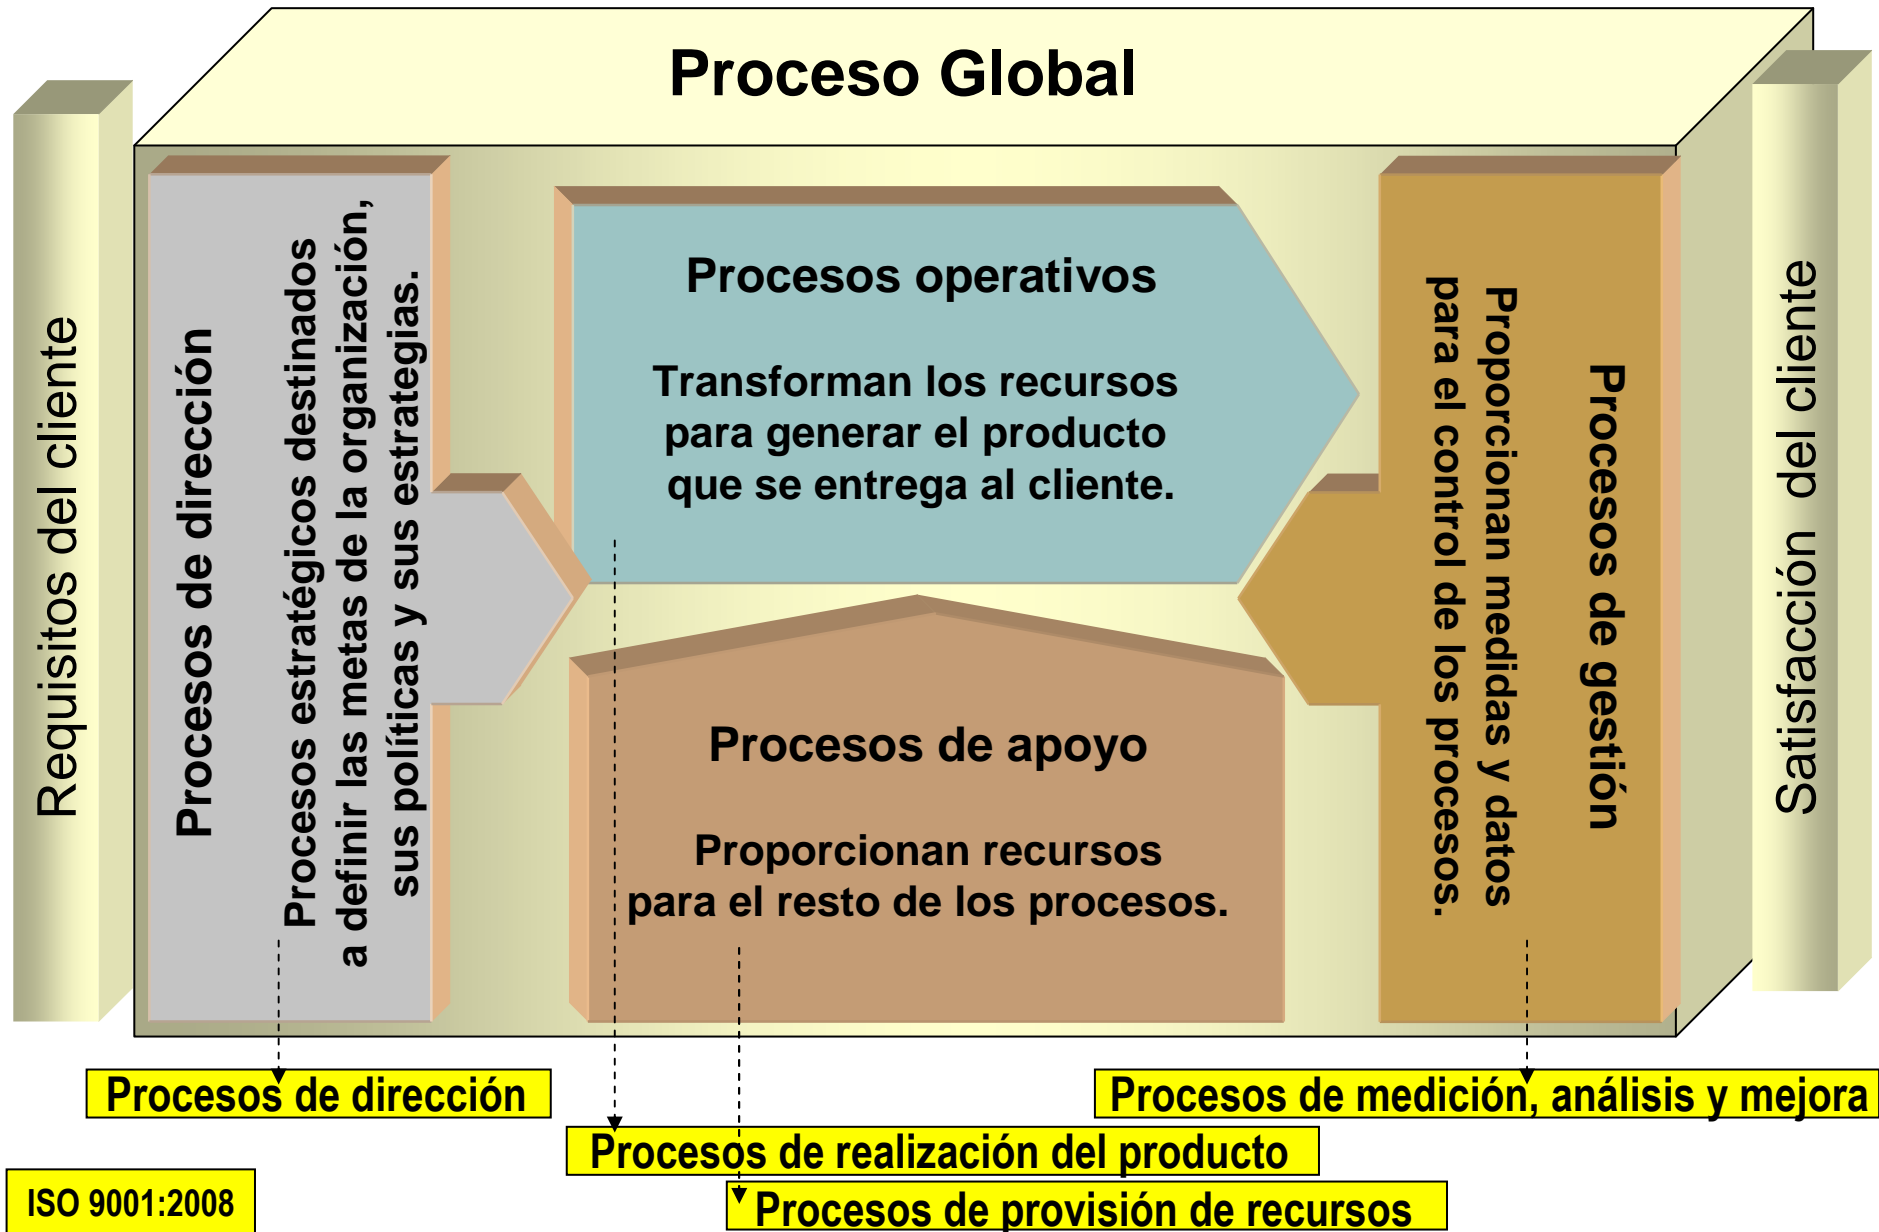 Proceso Global
Requisitos del cliente
Procesos de dirección
Procesos estratégicos destinados
a definir las metas de la organización,
sus políticas y sus estrategias.
Procesos operativos
Transforman los recursos
para generar el producto
que se entrega al cliente.
Procesos de apoyo
Proporcionan recursos
para el resto de los procesos.
Procesos de gestión
Proporcionan medidas y datos
para el control de los procesos.
Satisfacción del cliente
Procesos de dirección
Procesos de medición, análisis y mejora
Procesos de realización del producto
Procesos de provisión de recursos
ISO 9001:2008